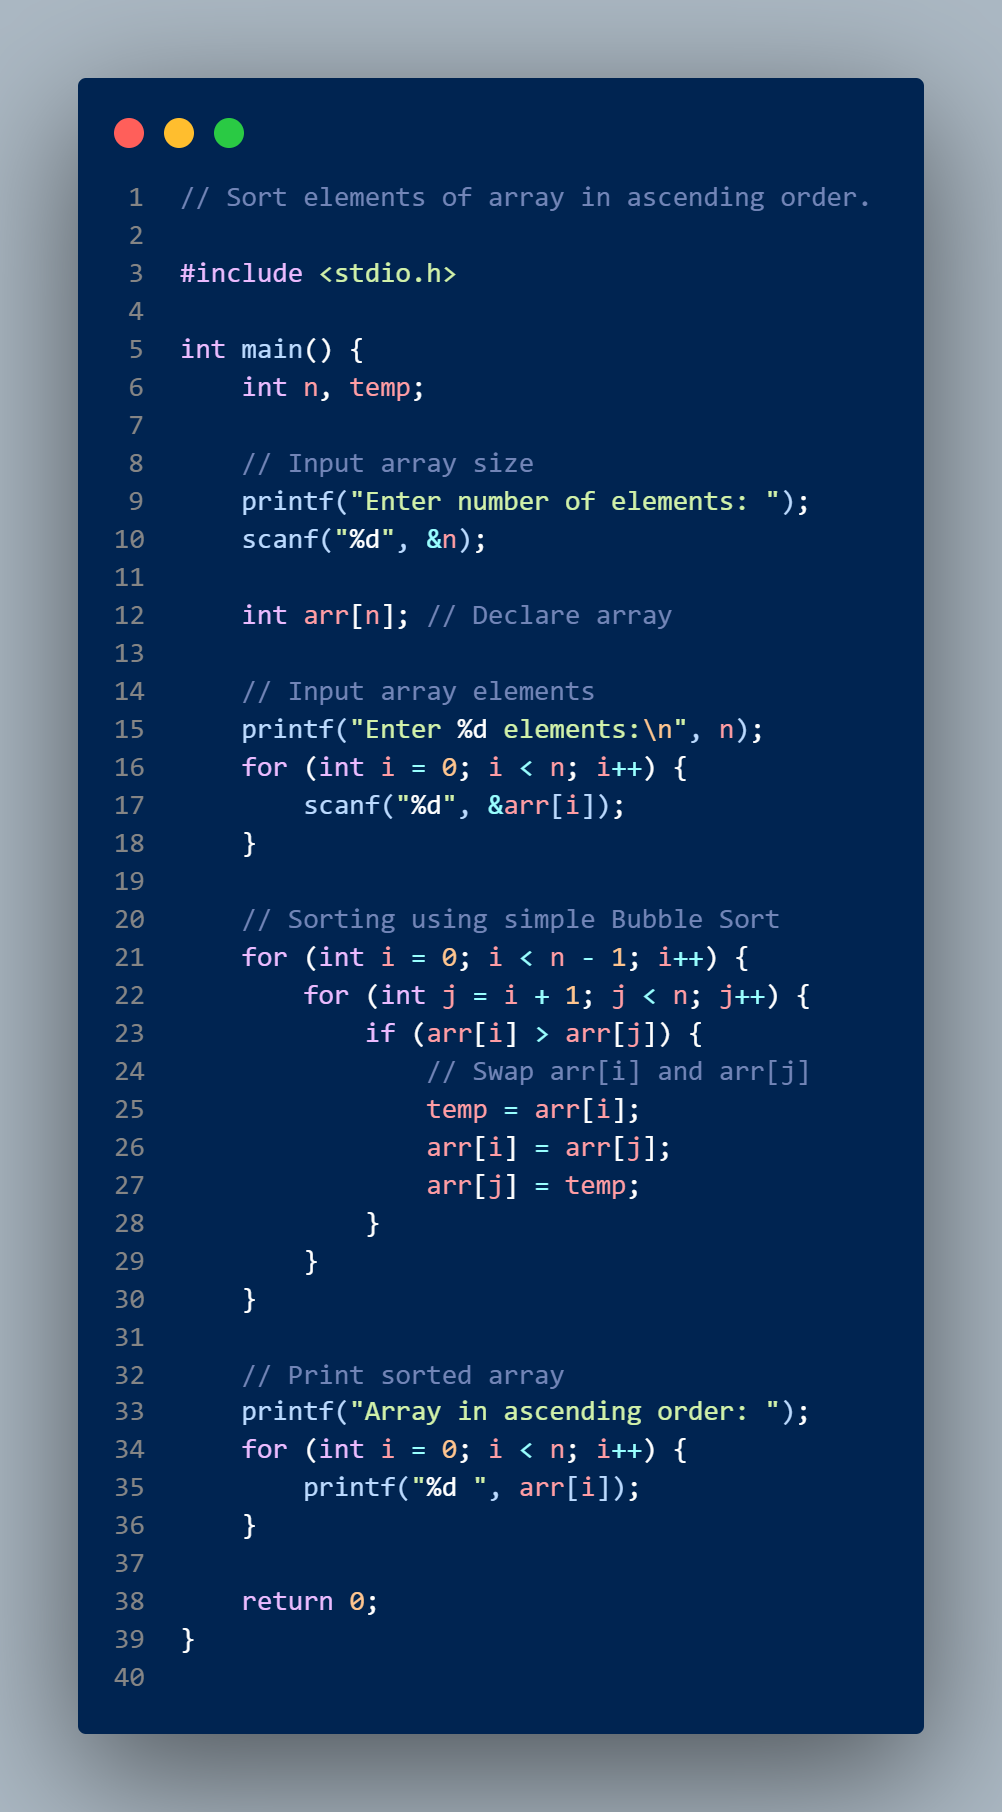 1 // Sort elements of array in ascending order.
2
3 #include <stdio.h>
4
5 int main() {
6     int n, temp;
7
8     // Input array size
9     printf("Enter number of elements: ");
10     scanf("%d", &n);
11
12     int arr[n]; // Declare array
13
14     // Input array elements
15     printf("Enter %d elements:\n", n);
16     for (int i = 0; i < n; i++) {
17         scanf("%d", &arr[i]);
18     }
19
20     // Sorting using simple Bubble Sort
21     for (int i = 0; i < n - 1; i++) {
22         for (int j = i + 1; j < n; j++) {
23             if (arr[i] > arr[j]) {
24                 // Swap arr[i] and arr[j]
25                 temp = arr[i];
26                 arr[i] = arr[j];
27                 arr[j] = temp;
28             }
29         }
30     }
31
32     // Print sorted array
33     printf("Array in ascending order: ");
34     for (int i = 0; i < n; i++) {
35         printf("%d ", arr[i]);
36     }
37
38     return 0;
39 }
40